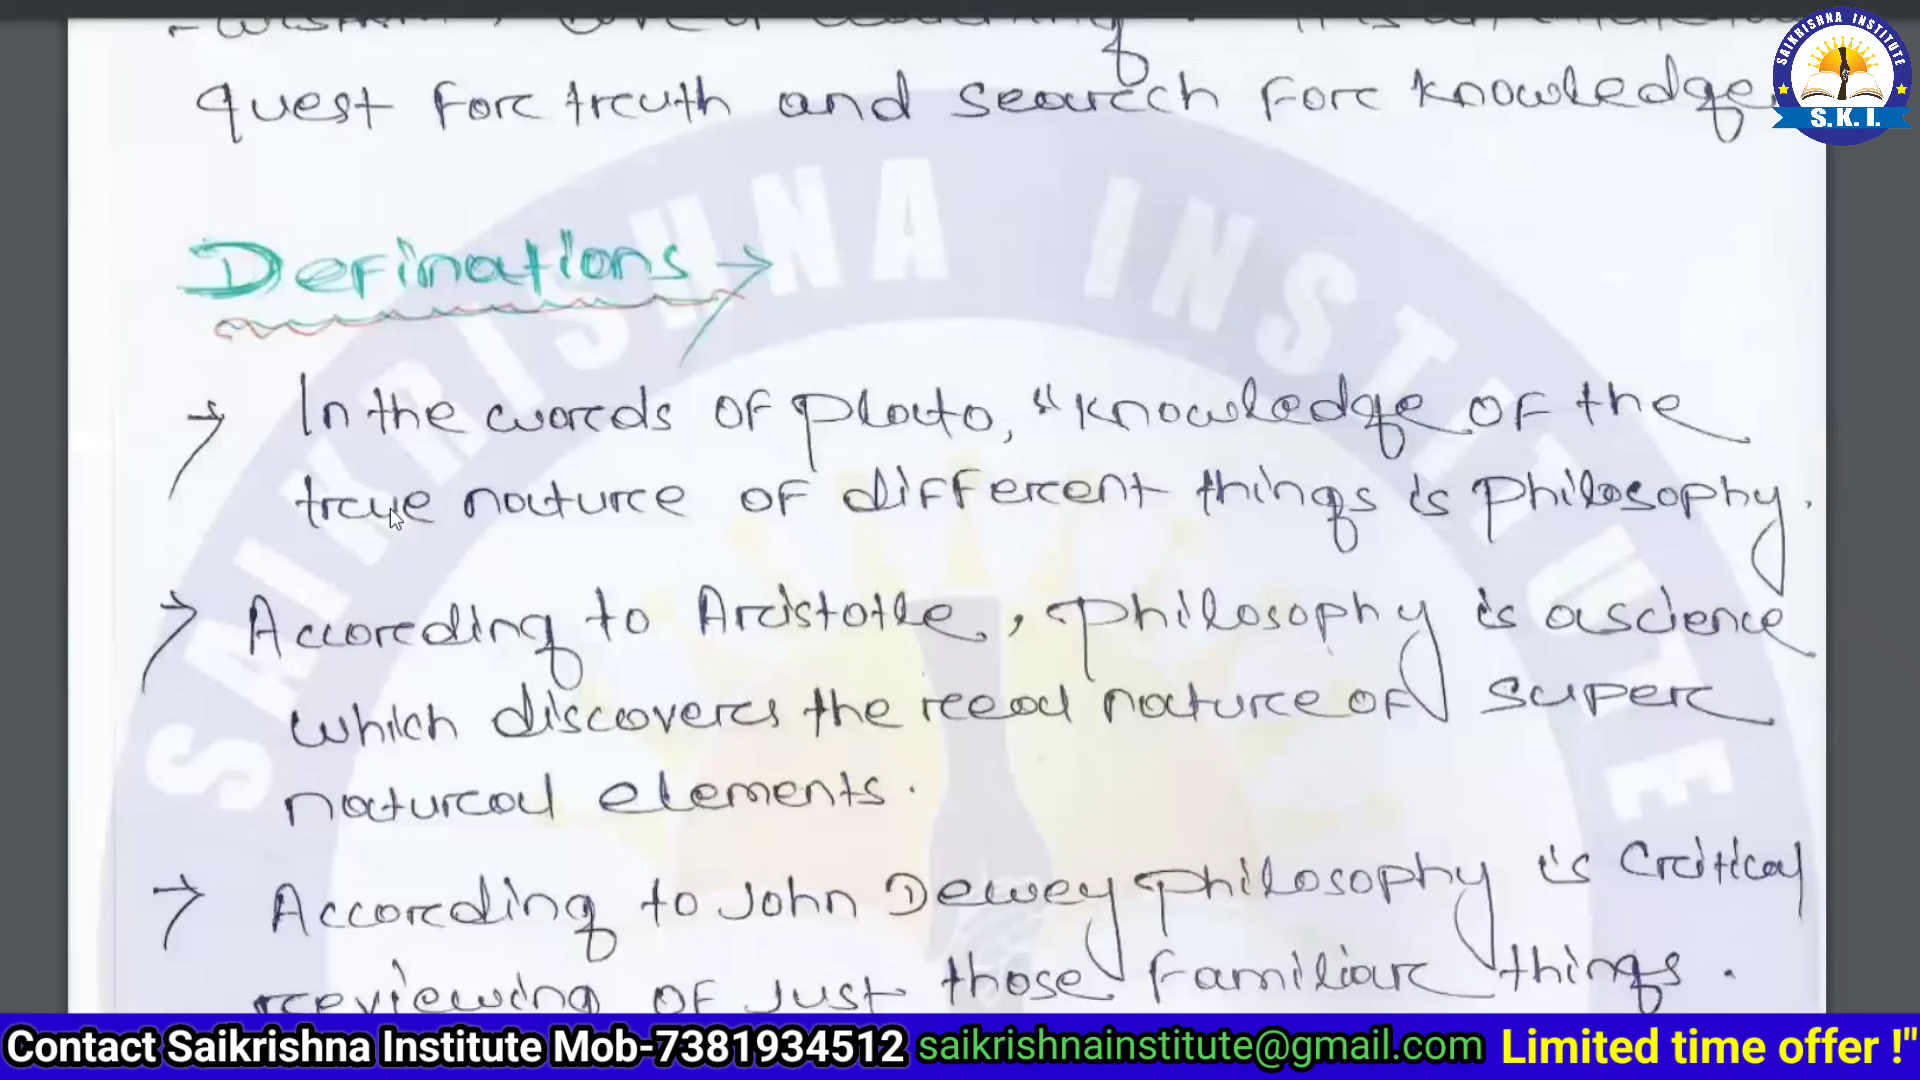 quest for truth and search for knowledge
Definations
In the words of Plato, "Knowledge of the
true nature of different things is philosophy.
According to Aristotle, philosophy is a science
which discovers the real nature of super
natural elements.
According to John Dewey philosophy is Critical
reviewing of just those familiar things.
SAIKRISHNA INSTITUTE
S.K.I.
SAIKRISHNA INSTITUTE
Contact Saikrishna Institute Mob-7381934512 saikrishnainstitute@gmail.com Limited time offer !"